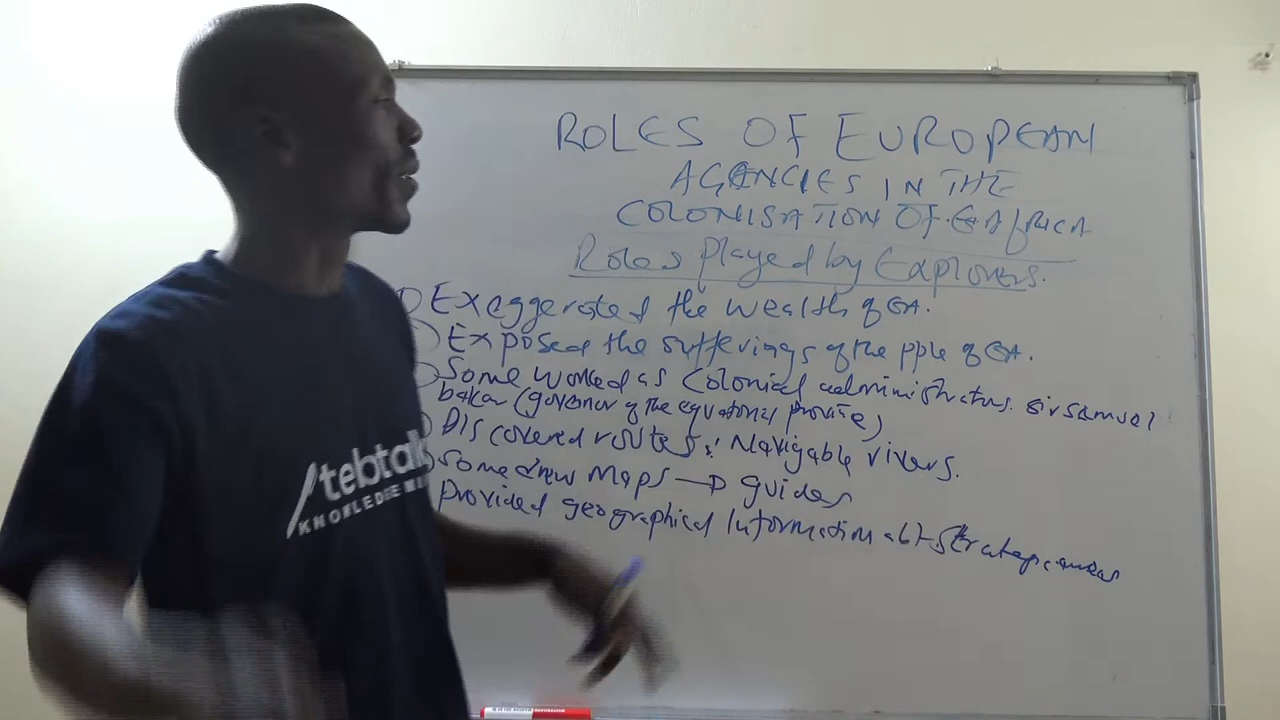 ROLES OF EUROPEAN
AGENCIES IN THE
COLONISATION OF E.AfRICA
Roles played by Explorers.
Exaggerated the wealth of EA.
Exposed the sufferings of the pple of EA.
Some worked as colonial administrators. sir samuel
baker (governor of the equatorial province)
Discovered routes: Navigable rivers.
some drew maps → guides
provided geographical Information abt strategic areas
tebtalks
KNOWLEDGE